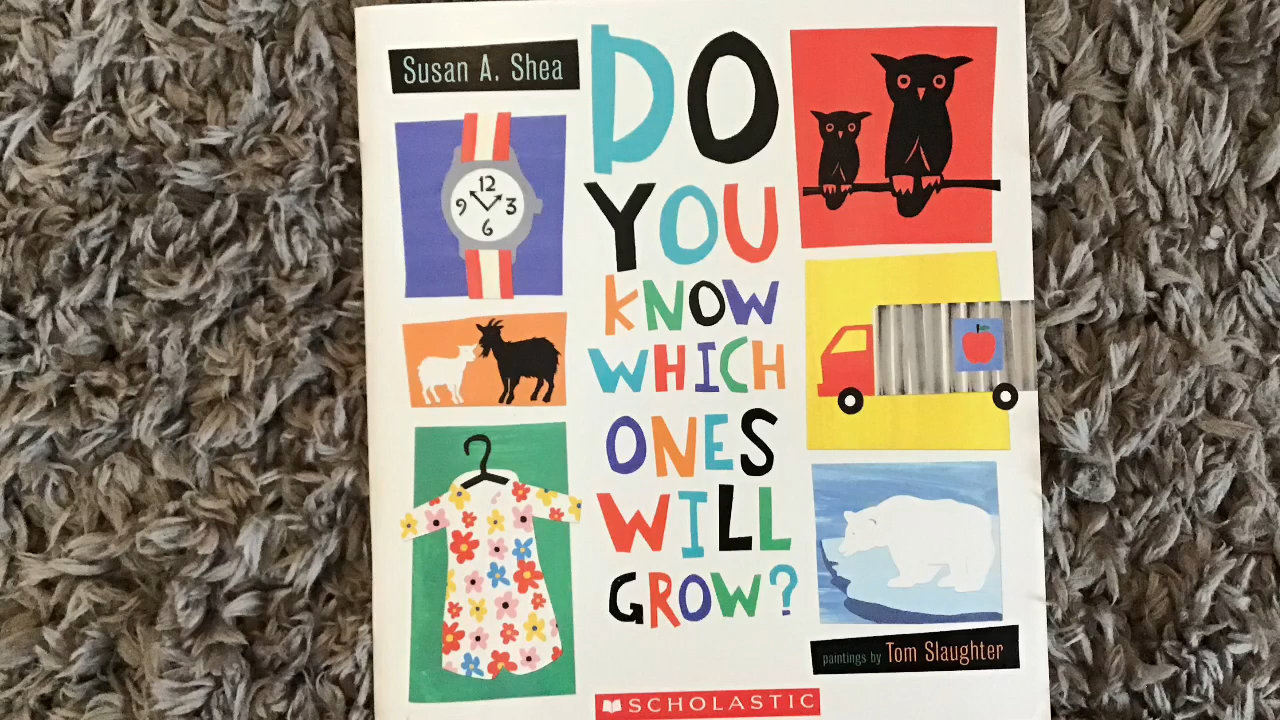 Susan A. Shea
DO
YOU
KNOW
WHICH
ONES
WILL
GROW?
12
9 3
6
paintings by Tom Slaughter
SCHOLASTIC